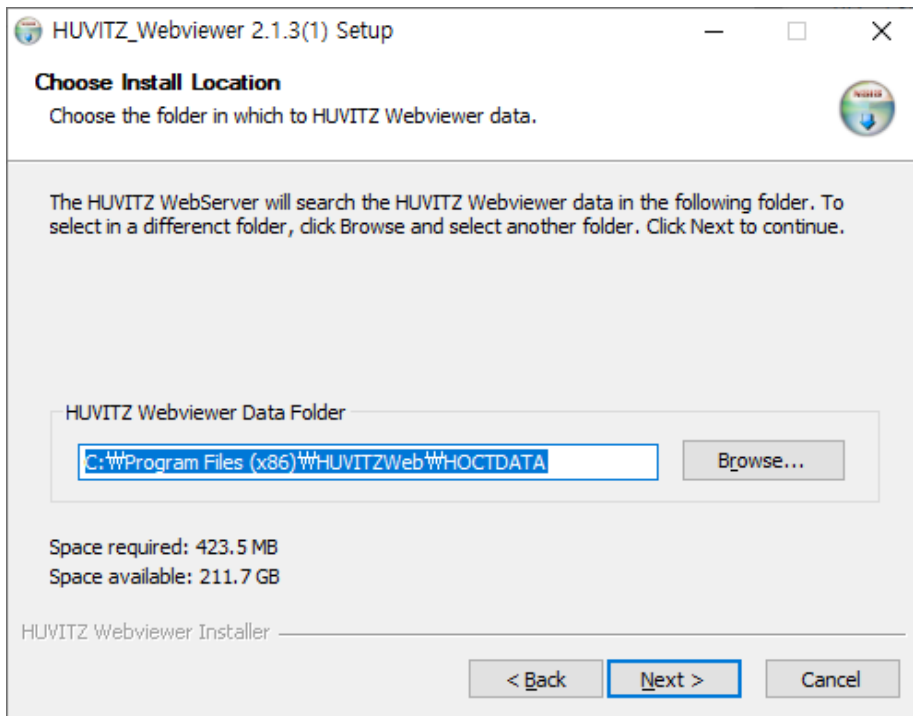 HUVITZ_Webviewer 2.1.3(1) Setup
Choose Install Location
Choose the folder in which to HUVITZ Webviewer data.
The HUVITZ WebServer will search the HUVITZ Webviewer data in the following folder. To
select in a differenct folder, click Browse and select another folder. Click Next to continue.
HUVITZ Webviewer Data Folder
C:₩Program Files (x86)₩HUVITZWeb₩HOCTDATA
Browse...
Space required: 423.5 MB
Space available: 211.7 GB
HUVITZ Webviewer Installer
< Back
Next >
Cancel